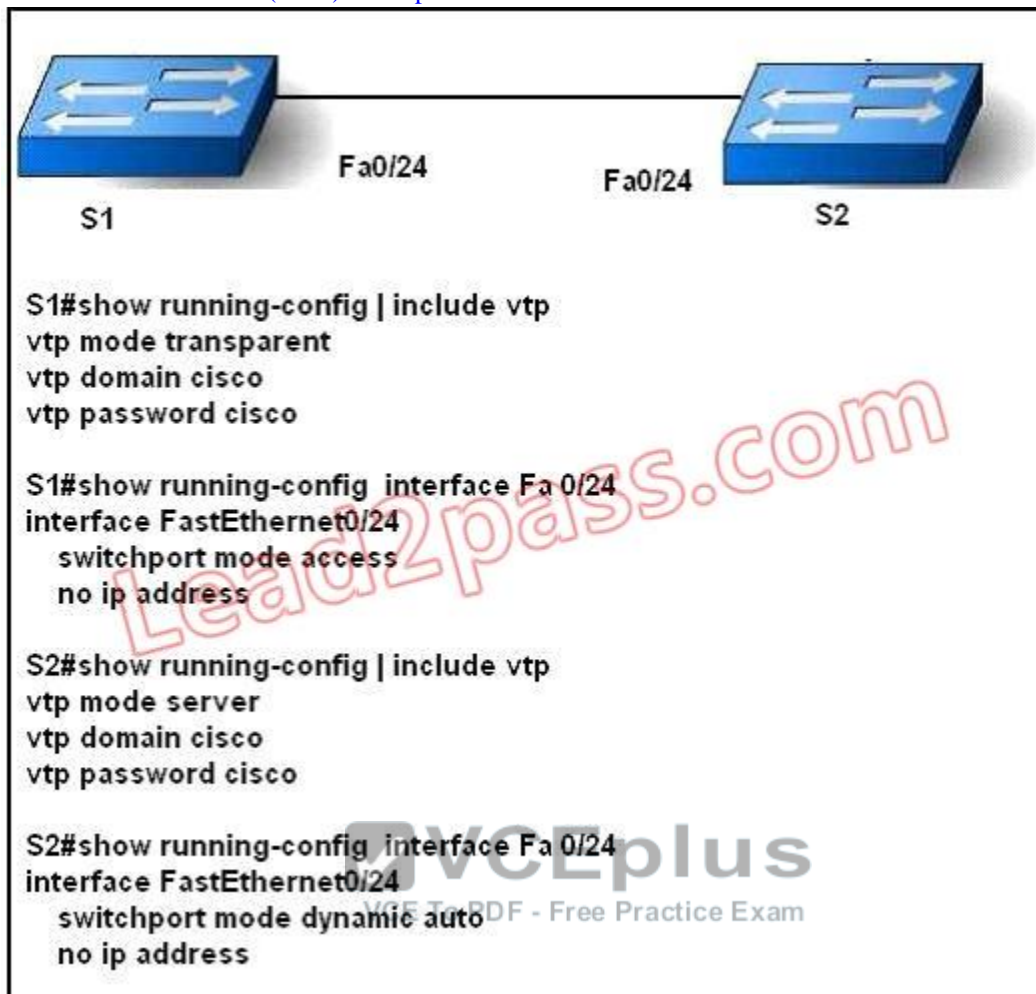 Fa0/24
Fa0/24
S1
S2
S1#show running-config | include vtp
vtp mode transparent
vtp domain cisco
vtp password cisco
S1#show running-config interface Fa 0/24
interface FastEthernet0/24
switchport mode access
no ip address
Lead2pass.com
S2#show running-config | include vtp
vtp mode server
vtp domain cisco
vtp password cisco
S2#show running-config interface Fa 0/24
interface FastEthernet0/24
switchport mode dynamic auto
no ip address
VCEplus
VCE To PDF - Free Practice Exam